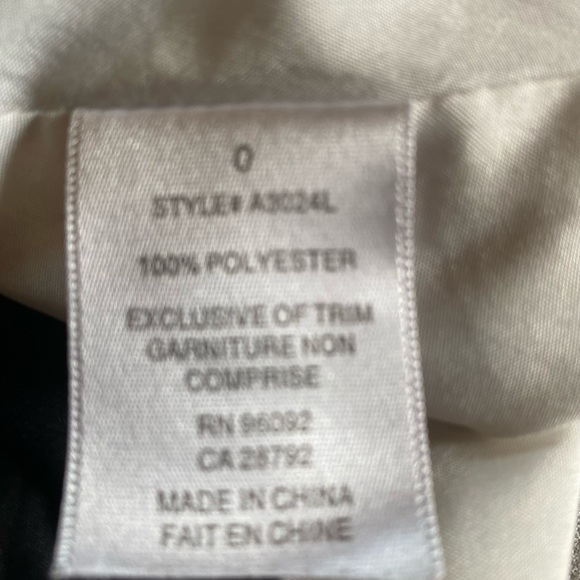 0
STYLE# A3024L
100% POLYESTER
EXCLUSIVE OF TRIM
GARNITURE NON
COMPRISE
RN 96092
CA 28792
MADE IN CHINA
FAIT EN CHINE